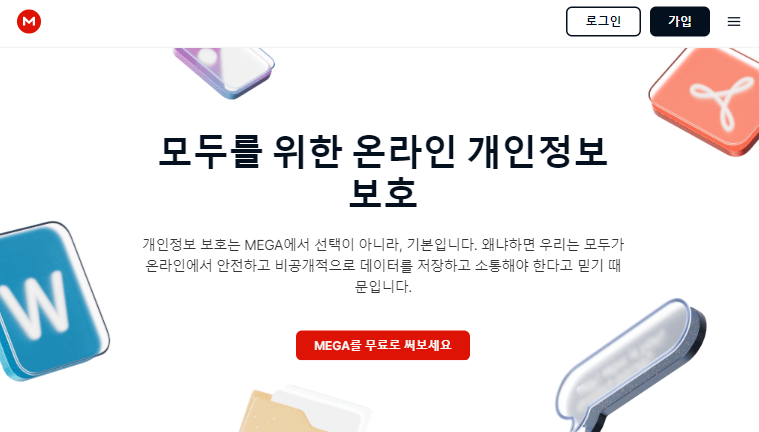 로그인
가입
모두를 위한 온라인 개인정보
보호
개인정보 보호는 MEGA에서 선택이 아니라, 기본입니다. 왜냐하면 우리는 모두가
온라인에서 안전하고 비공개적으로 데이터를 저장하고 소통해야 한다고 믿기 때
문입니다.
W
MEGA를 무료로 써보세요